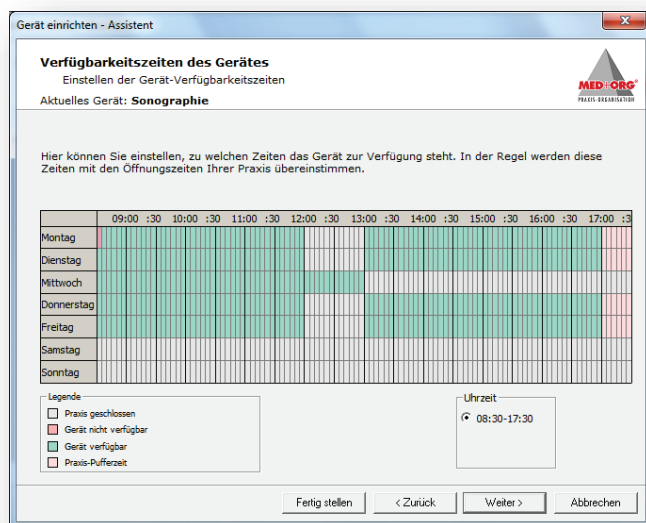 Gerät einrichten - Assistent
Verfügbarkeitszeiten des Gerätes
Einstellen der Gerät-Verfügbarkeitszeiten
Aktuelles Gerät: Sonographie
MED+ORG®
PRAXIS-ORGANISATION
Hier können Sie einstellen, zu welchen Zeiten das Gerät zur Verfügung steht. In der Regel werden diese
Zeiten mit den Öffnungszeiten Ihrer Praxis übereinstimmen.
09:00 :30 10:00 :30 11:00 :30 12:00 :30 13:00 :30 14:00 :30 15:00 :30 16:00 :30 17:00 :3
Montag
Dienstag
Mittwoch
Donnerstag
Freitag
Samstag
Sonntag
Legende
Praxis geschlossen
Gerät nicht verfügbar
Gerät verfügbar
Praxis-Pufferzeit
Uhrzeit
08:30-17:30
Fertig stellen
< Zurück
Weiter >
Abbrechen